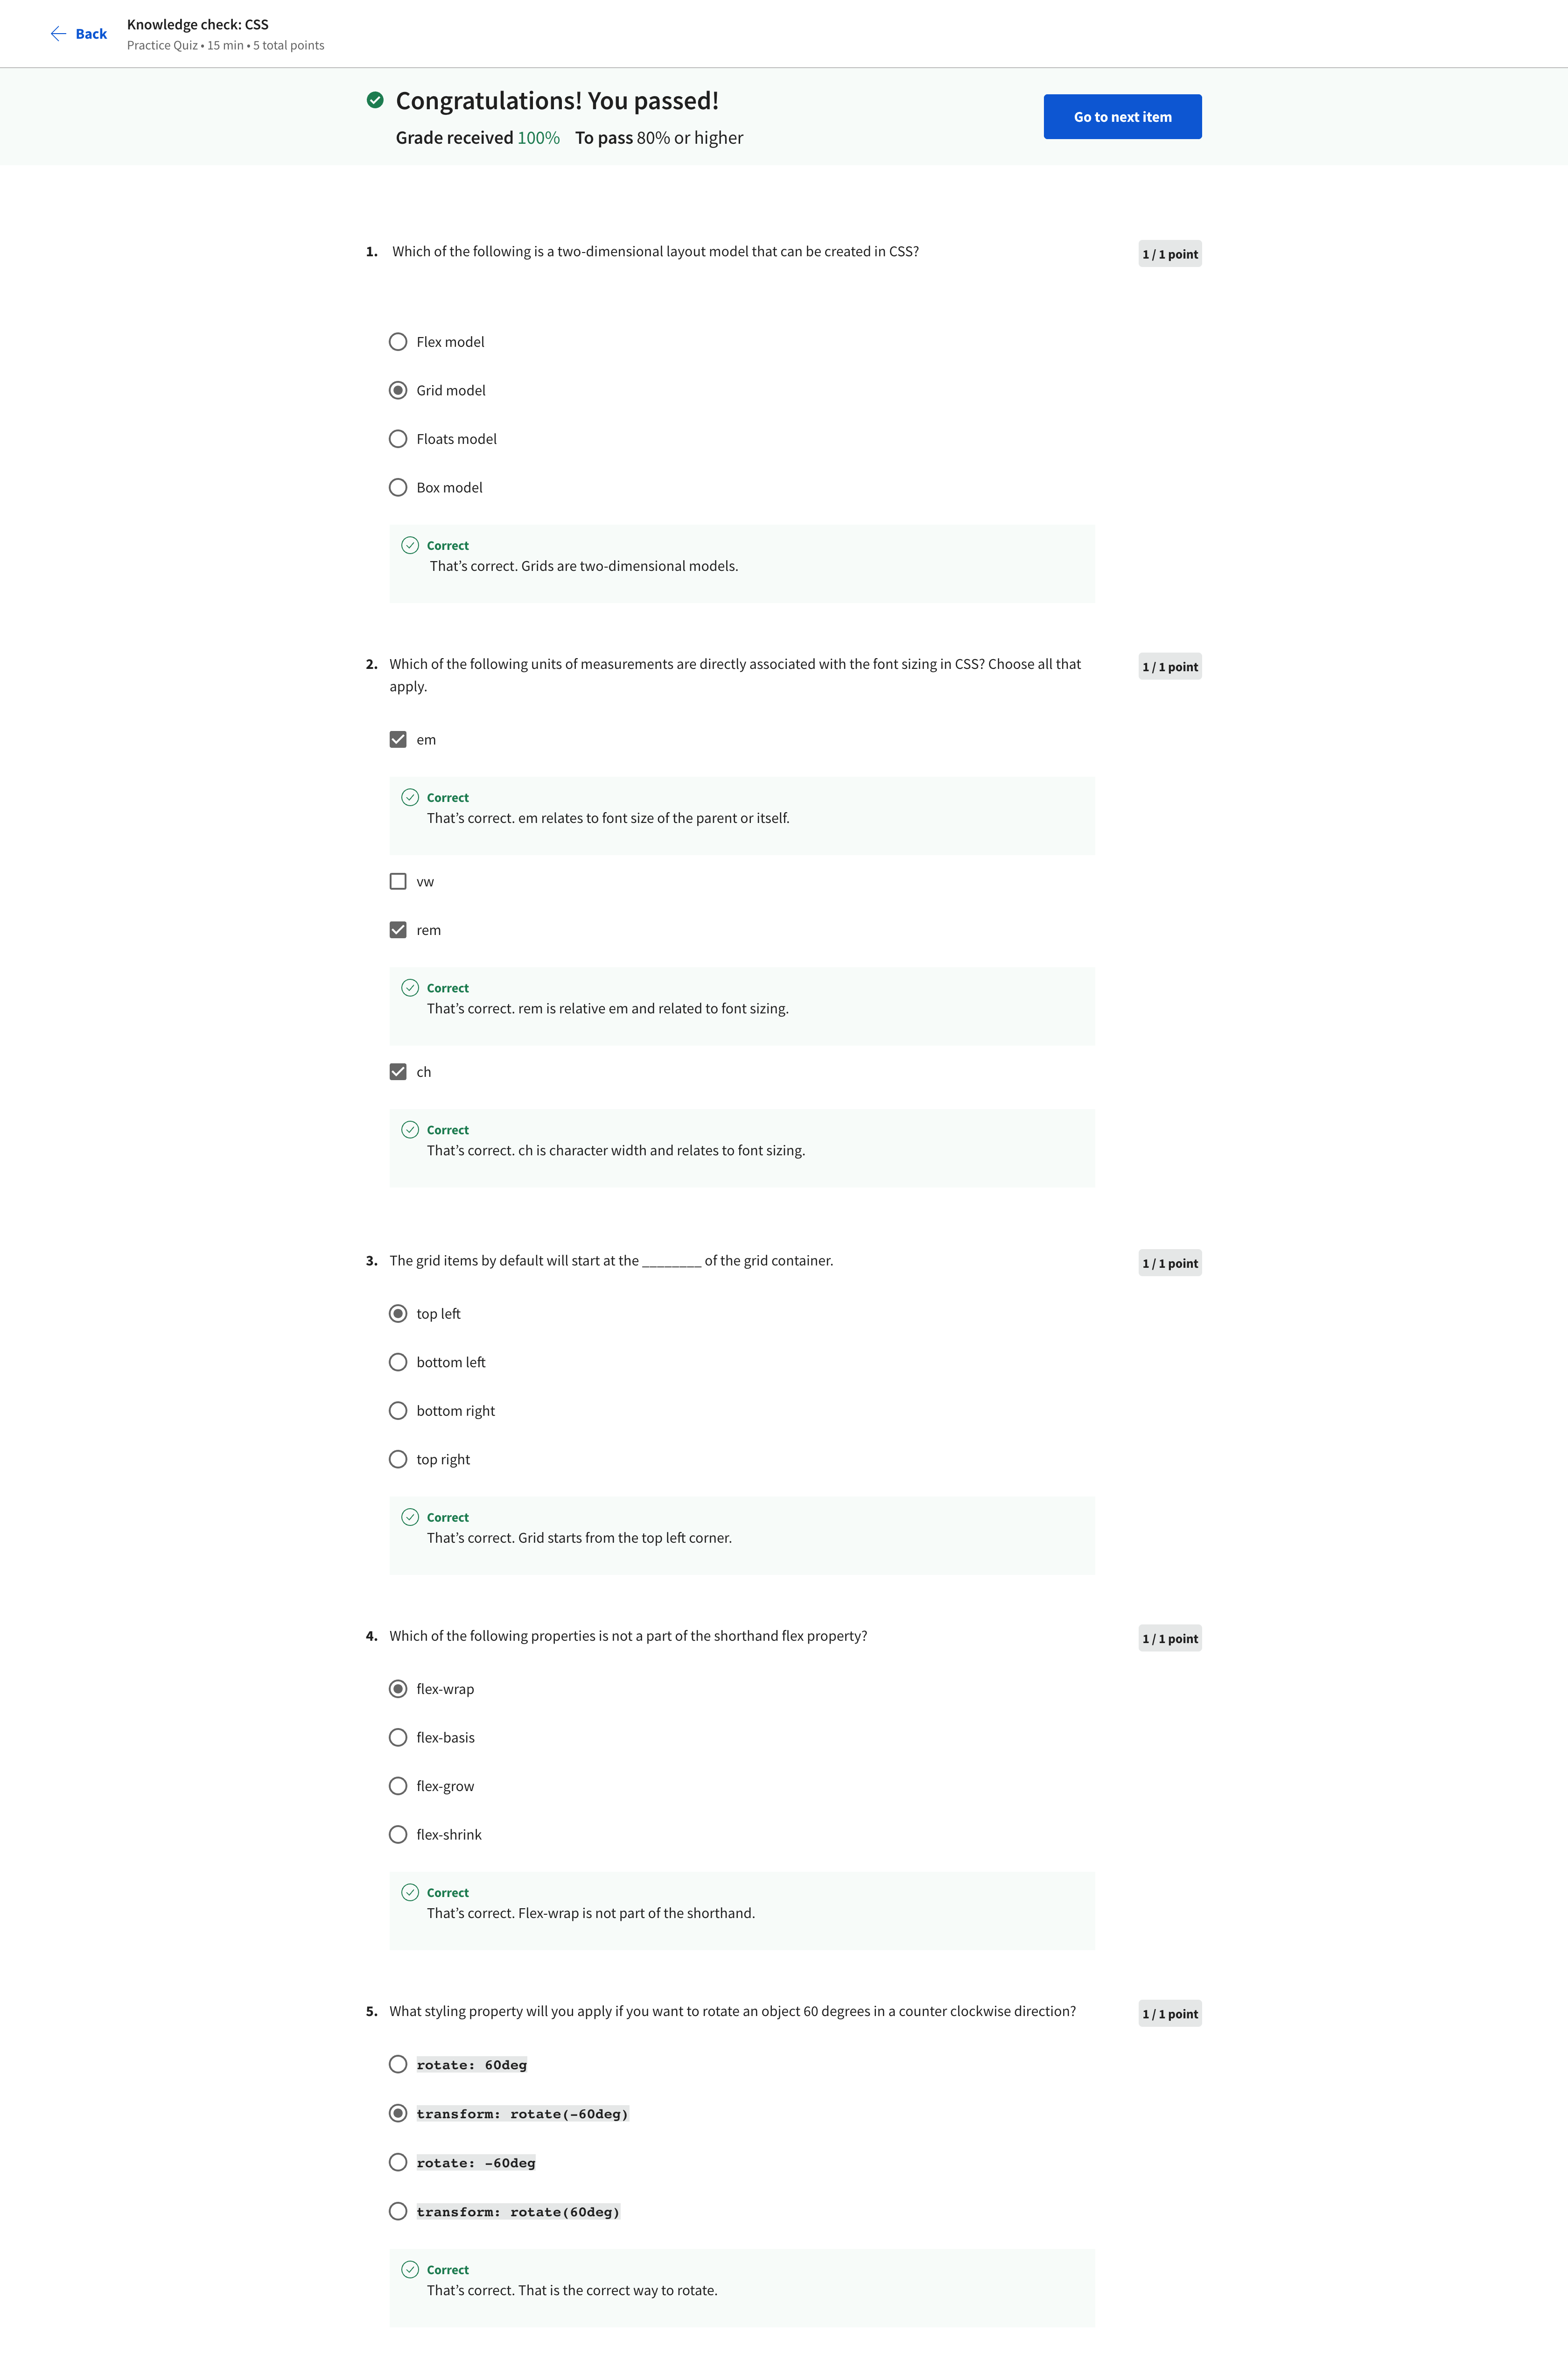 Back
Knowledge check: CSS
Practice Quiz • 15 min • 5 total points
Congratulations! You passed!
Grade received 100% To pass 80% or higher
Go to next item
1. Which of the following is a two-dimensional layout model that can be created in CSS?
1 / 1 point
Flex model
Grid model
Floats model
Box model
Correct
That’s correct. Grids are two-dimensional models.
2. Which of the following units of measurements are directly associated with the font sizing in CSS? Choose all that
apply.
1 / 1 point
em
Correct
That’s correct. em relates to font size of the parent or itself.
vw
rem
Correct
That’s correct. rem is relative em and related to font sizing.
ch
Correct
That’s correct. ch is character width and relates to font sizing.
3. The grid items by default will start at the ________ of the grid container.
1 / 1 point
top left
bottom left
bottom right
top right
Correct
That’s correct. Grid starts from the top left corner.
4. Which of the following properties is not a part of the shorthand flex property?
1 / 1 point
flex-wrap
flex-basis
flex-grow
flex-shrink
Correct
That’s correct. Flex-wrap is not part of the shorthand.
5. What styling property will you apply if you want to rotate an object 60 degrees in a counter clockwise direction?
1 / 1 point
rotate: 60deg
transform: rotate(-60deg)
rotate: -60deg
transform: rotate(60deg)
Correct
That’s correct. That is the correct way to rotate.